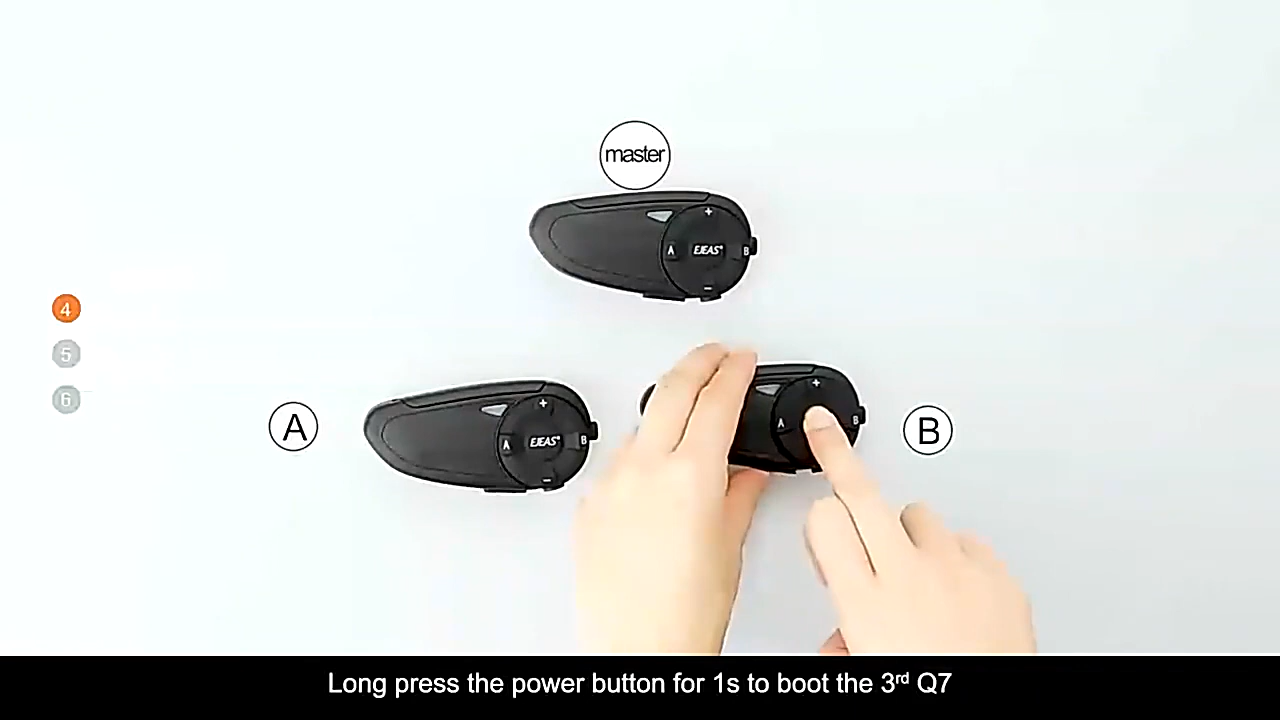 master
+
A EJEAS® B
−
4
5
6
A
+
A EJEAS® B
−
+
A B
B
Long press the power button for 1s to boot the 3rd Q7